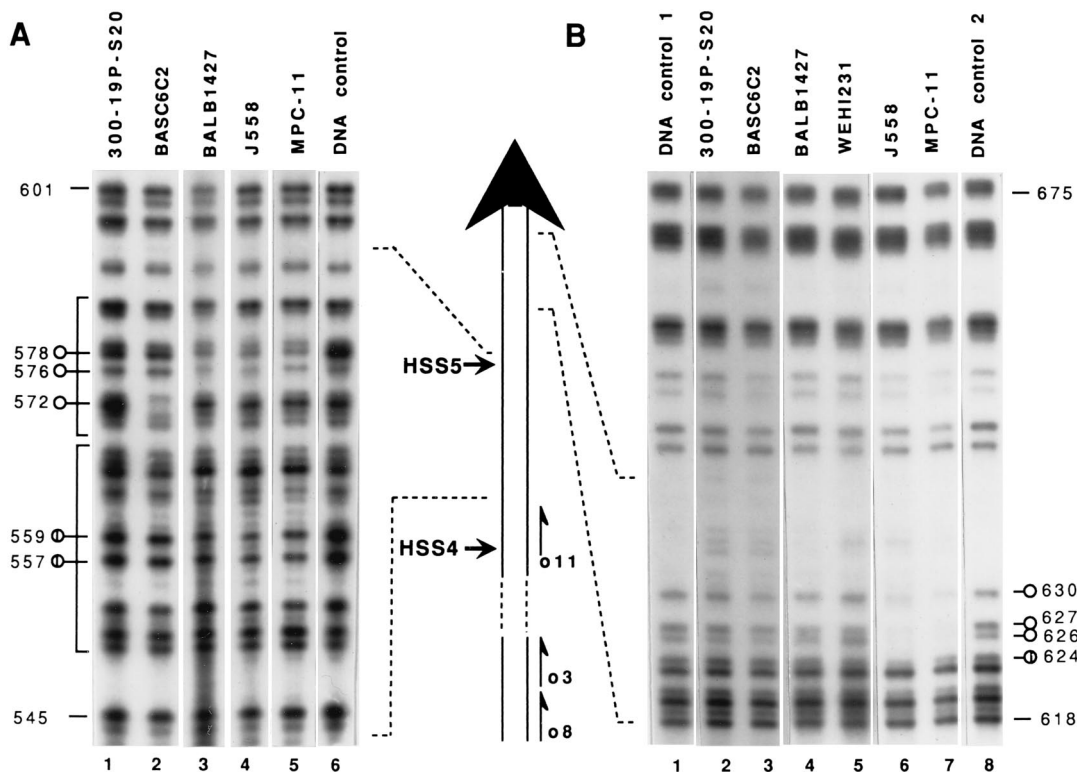 A
300-19P-S20
BASC6C2
BALB1427
J558
MPC-11
DNA control
601
578
576
572
559
557
545
1 2 3 4 5 6
HSS5
HSS4
o11
o3
o8
B
DNA control 1
300-19P-S20
BASC6C2
BALB1427
WEHI231
J558
MPC-11
DNA control 2
675
630
627
626
624
618
1 2 3 4 5 6 7 8